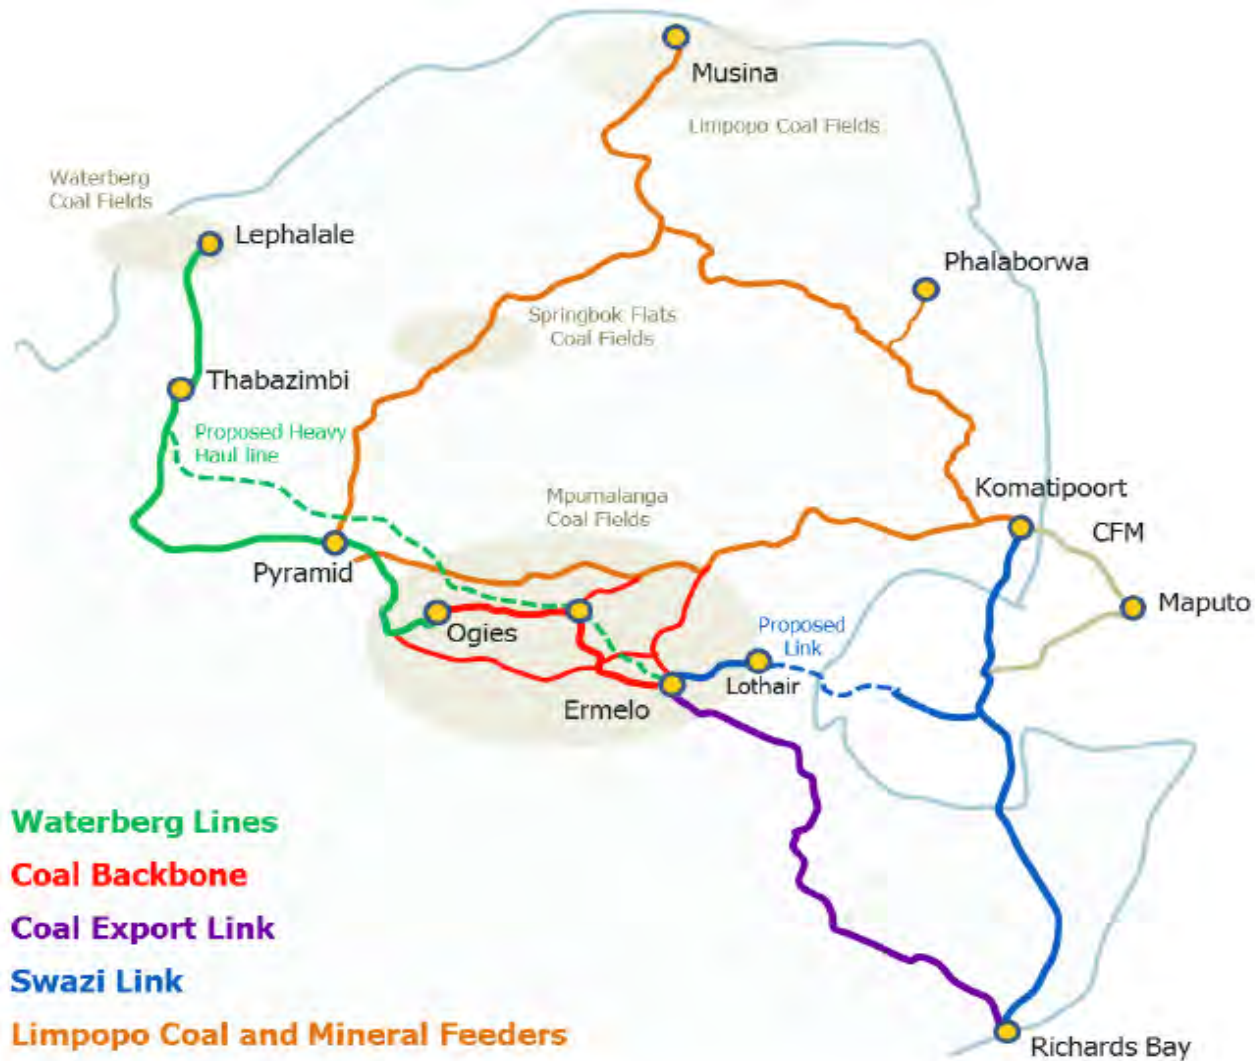 Musina
Limpopo Coal Fields
Waterberg
Coal Fields
Lephalale
Phalaborwa
Springbok Flats
Coal Fields
Thabazimbi
Proposed Heavy
Haul line
Mpumalanga
Coal Fields
Komatipoort
CFM
Pyramid
Maputo
Ogies
Proposed
Link
Lothair
Ermelo
Waterberg Lines
Coal Backbone
Coal Export Link
Swazi Link
Limpopo Coal and Mineral Feeders
Richards Bay